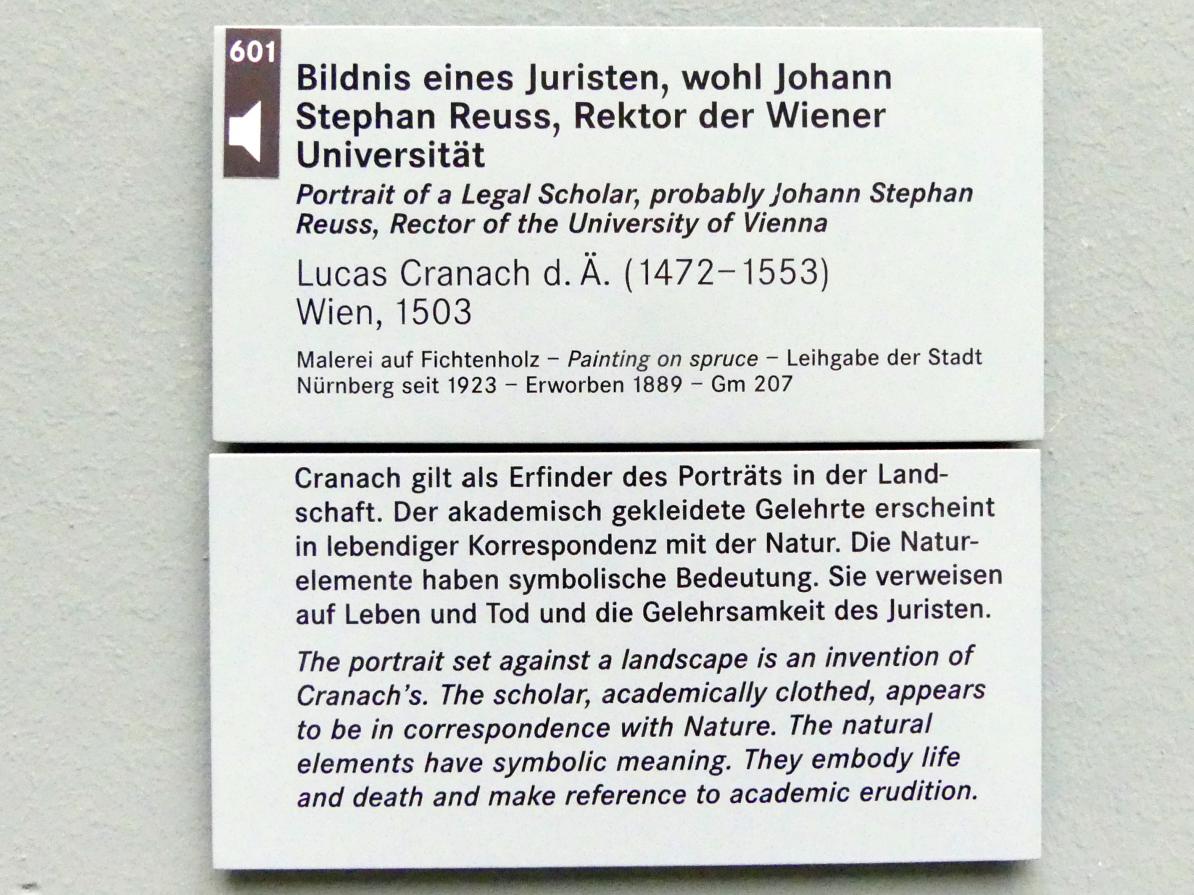 601
Bildnis eines Juristen, wohl Johann
Stephan Reuss, Rektor der Wiener
Universität
Portrait of a Legal Scholar, probably Johann Stephan
Reuss, Rector of the University of Vienna
Lucas Cranach d. Ä. (1472–1553)
Wien, 1503
Malerei auf Fichtenholz – Painting on spruce – Leihgabe der Stadt
Nürnberg seit 1923 – Erworben 1889 – Gm 207
Cranach gilt als Erfinder des Porträts in der Land-
schaft. Der akademisch gekleidete Gelehrte erscheint
in lebendiger Korrespondenz mit der Natur. Die Natur-
elemente haben symbolische Bedeutung. Sie verweisen
auf Leben und Tod und die Gelehrsamkeit des Juristen.
The portrait set against a landscape is an invention of
Cranach's. The scholar, academically clothed, appears
to be in correspondence with Nature. The natural
elements have symbolic meaning. They embody life
and death and make reference to academic erudition.